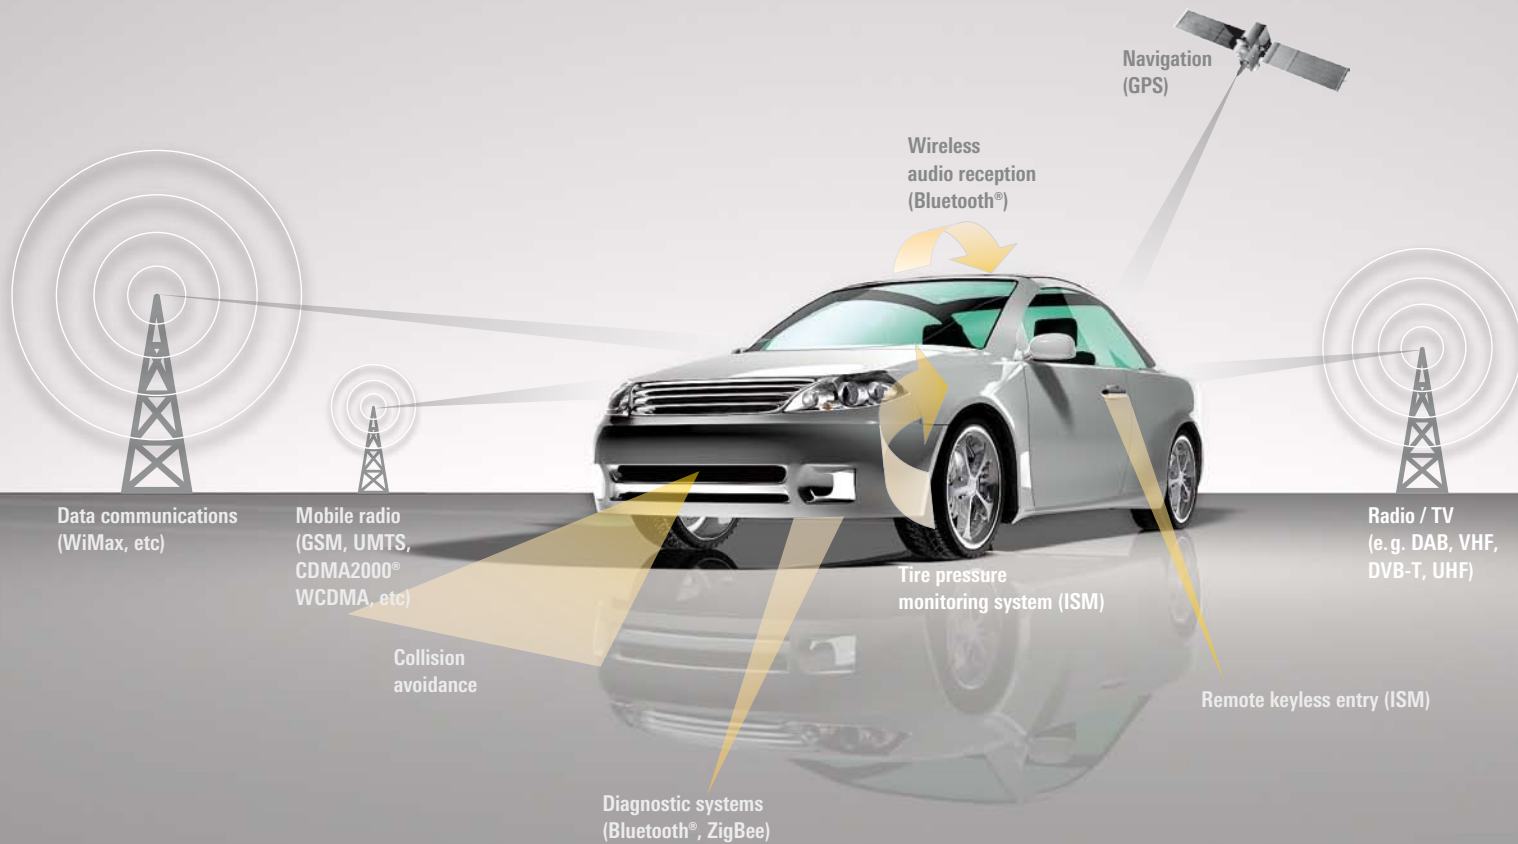 Navigation
(GPS)
Wireless
audio reception
(Bluetooth®)
Data communications
(WiMax, etc)
Mobile radio
(GSM, UMTS,
CDMA2000®
WCDMA, etc)
Radio / TV
(e. g. DAB, VHF,
DVB-T, UHF)
Tire pressure
monitoring system (ISM)
Collision
avoidance
Remote keyless entry (ISM)
Diagnostic systems
(Bluetooth®, ZigBee)